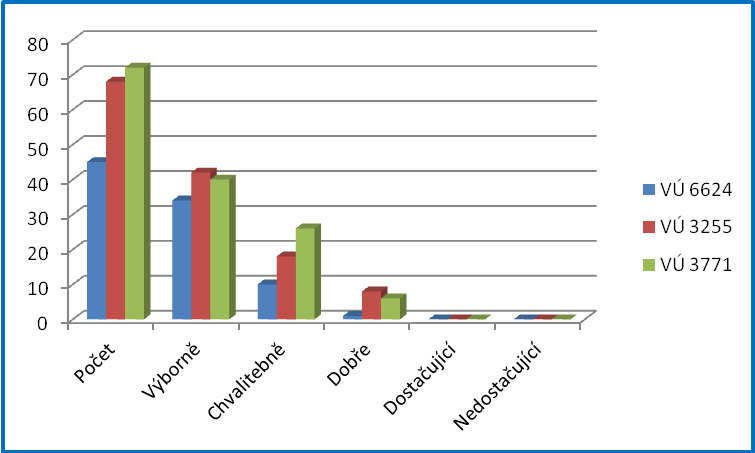 80
70
60
50
40
30
20
10
0
Počet
Výborně
Chvalitebně
Dobře
Dostačující
Nedostačující
VÚ 6624
VÚ 3255
VÚ 3771